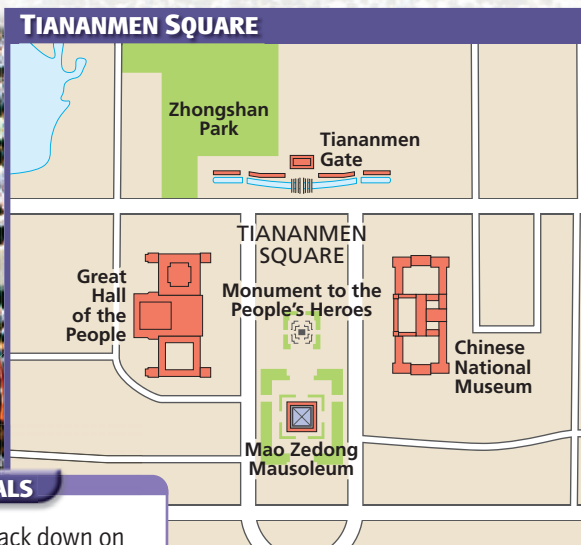 TIANANMEN SQUARE
Zhongshan
Park
Tiananmen
Gate
TIANANMEN
SQUARE
Great
Hall
of the
People
Monument to the
People's Heroes
Chinese
National
Museum
Mao Zedong
Mausoleum
ALS
ack down on